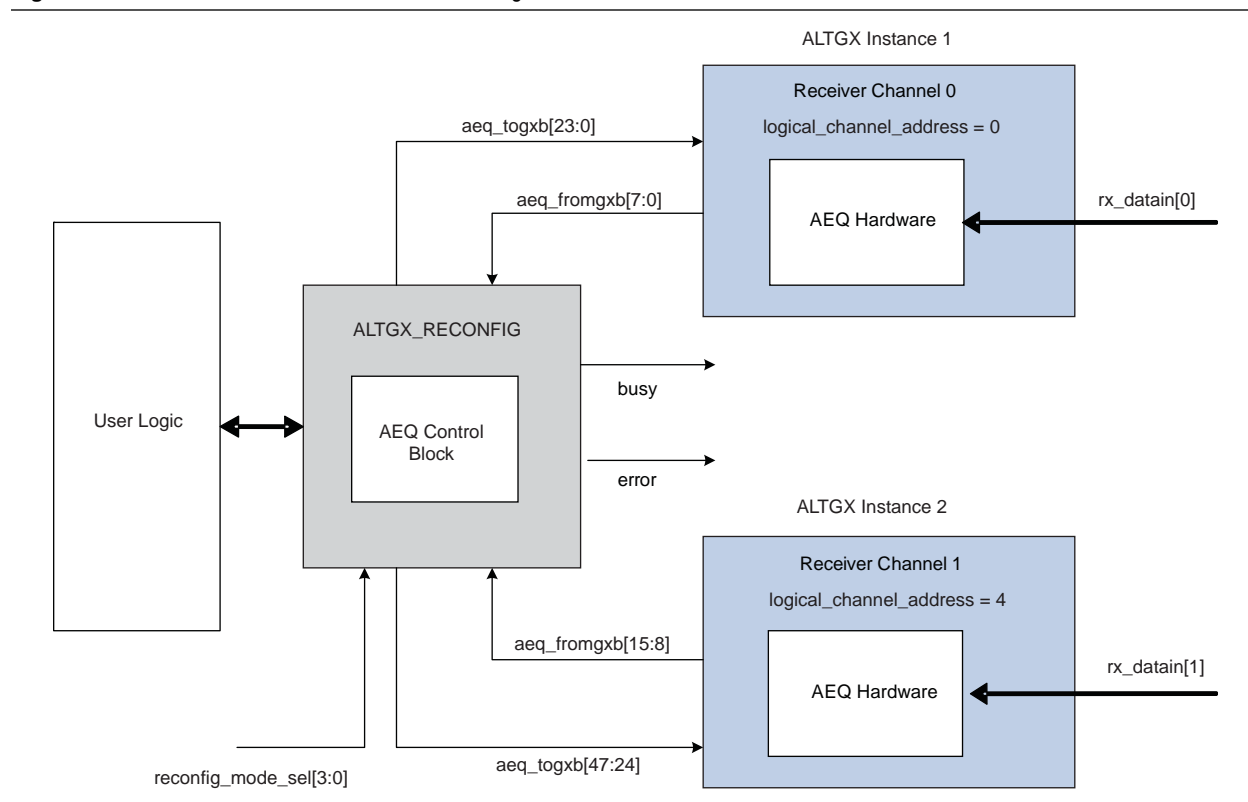 ALTGX Instance 1
Receiver Channel 0
logical_channel_address = 0
aeq_togxb[23:0]
aeq_fromgxb[7:0]
AEQ Hardware
rx_datain[0]
ALTGX_RECONFIG
busy
User Logic
AEQ Control
Block
error
ALTGX Instance 2
Receiver Channel 1
logical_channel_address = 4
aeq_fromgxb[15:8]
AEQ Hardware
rx_datain[1]
aeq_togxb[47:24]
reconfig_mode_sel[3:0]